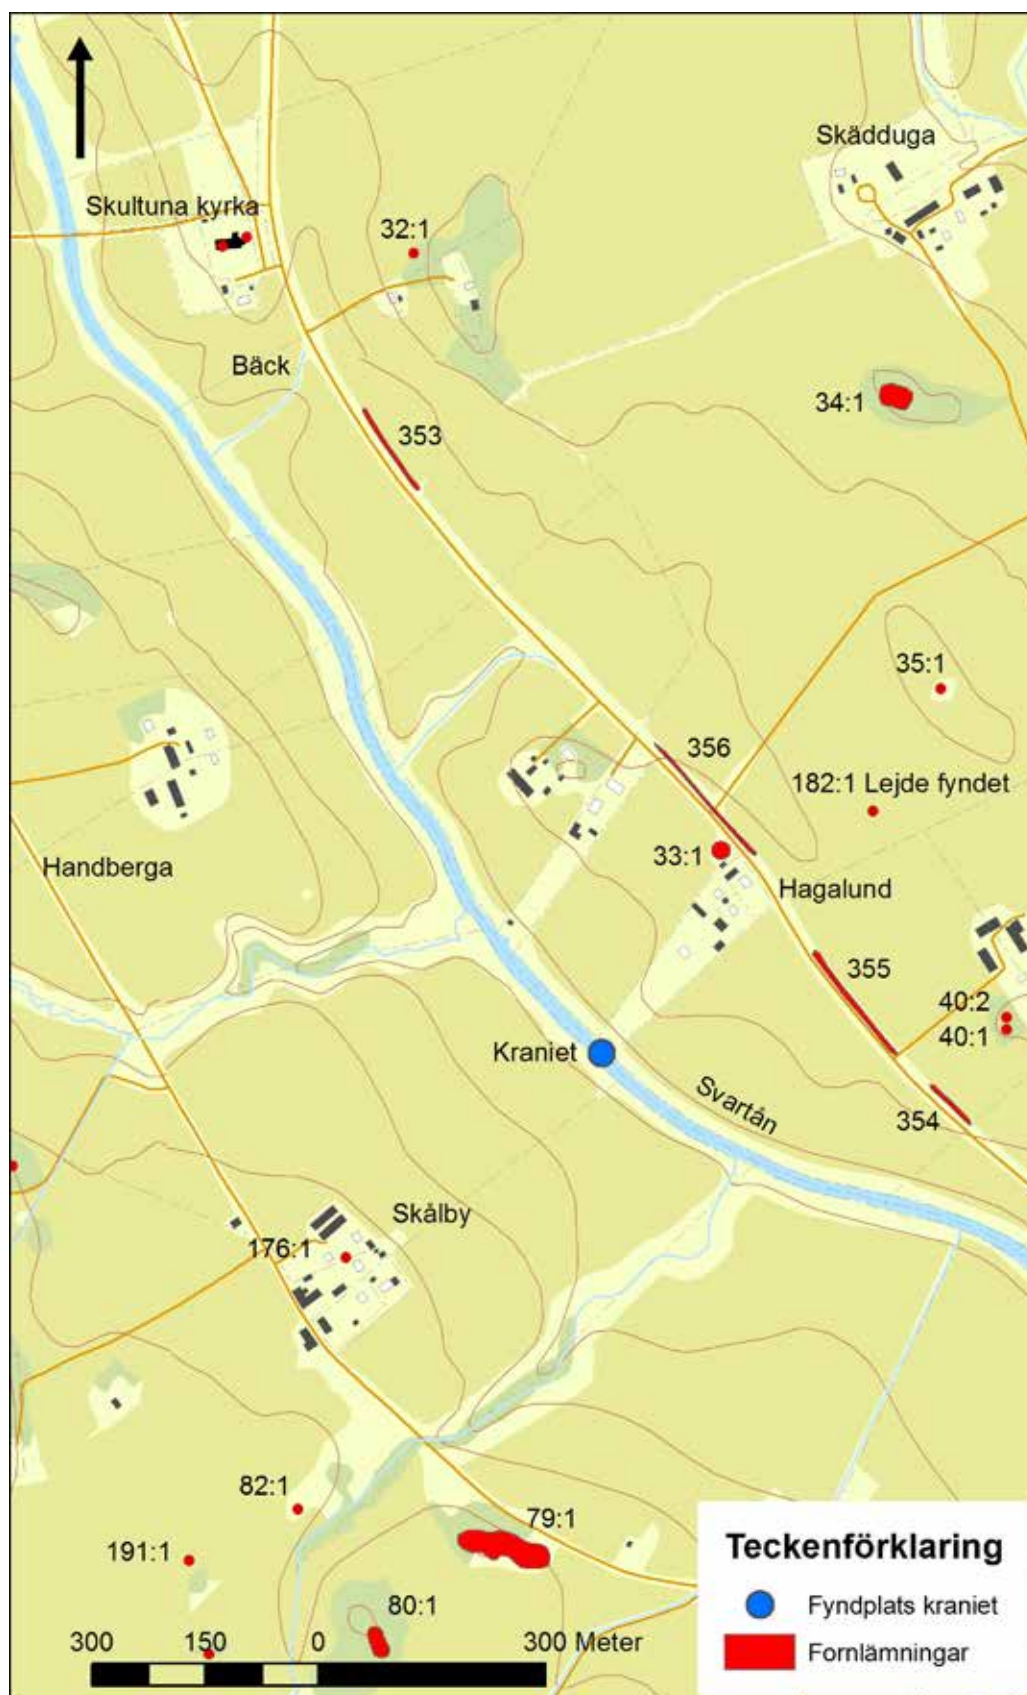 Skädduga
Skultuna kyrka
32:1
Bäck
34:1
353
35:1
356
182:1 Lejde fyndet
33:1
Handberga
Hagalund
355
40:2
Kraniet
40:1
Svartån
354
Skålby
176:1
82:1
79:1
191:1
80:1
300 150 0 300 Meter
Teckenförklaring
Fyndplats kraniet
Fornlämningar